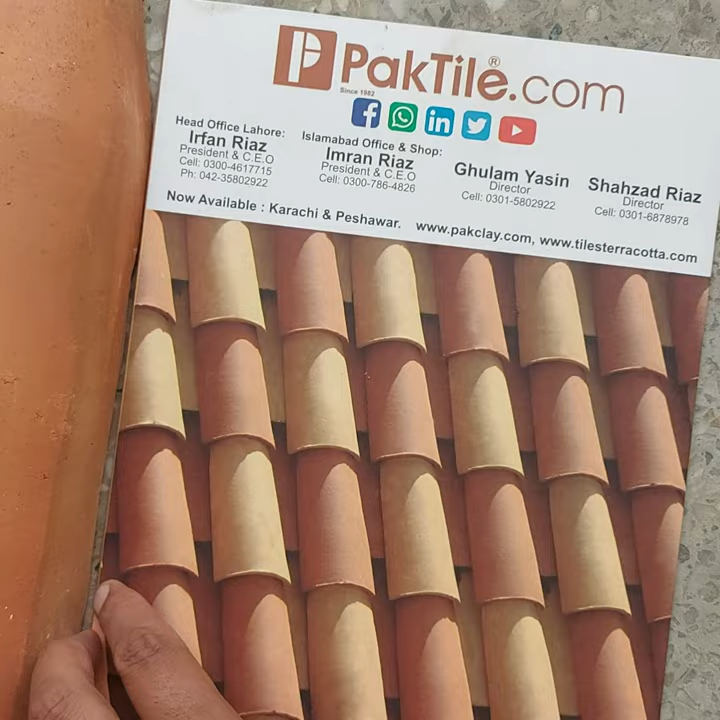 PakTile.com
®
Since 1982
Head Office Lahore:
Irfan Riaz
President & C.E.O
Cell: 0300-4617715
Ph: 042-35802922
Islamabad Office & Shop:
Imran Riaz
President & C.E.O
Cell: 0300-786-4826
Ghulam Yasin
Director
Cell: 0301-5802922
Shahzad Riaz
Director
Cell: 0301-6878978
Now Available : Karachi & Peshawar. www.pakclay.com, www.tilesterracotta.com